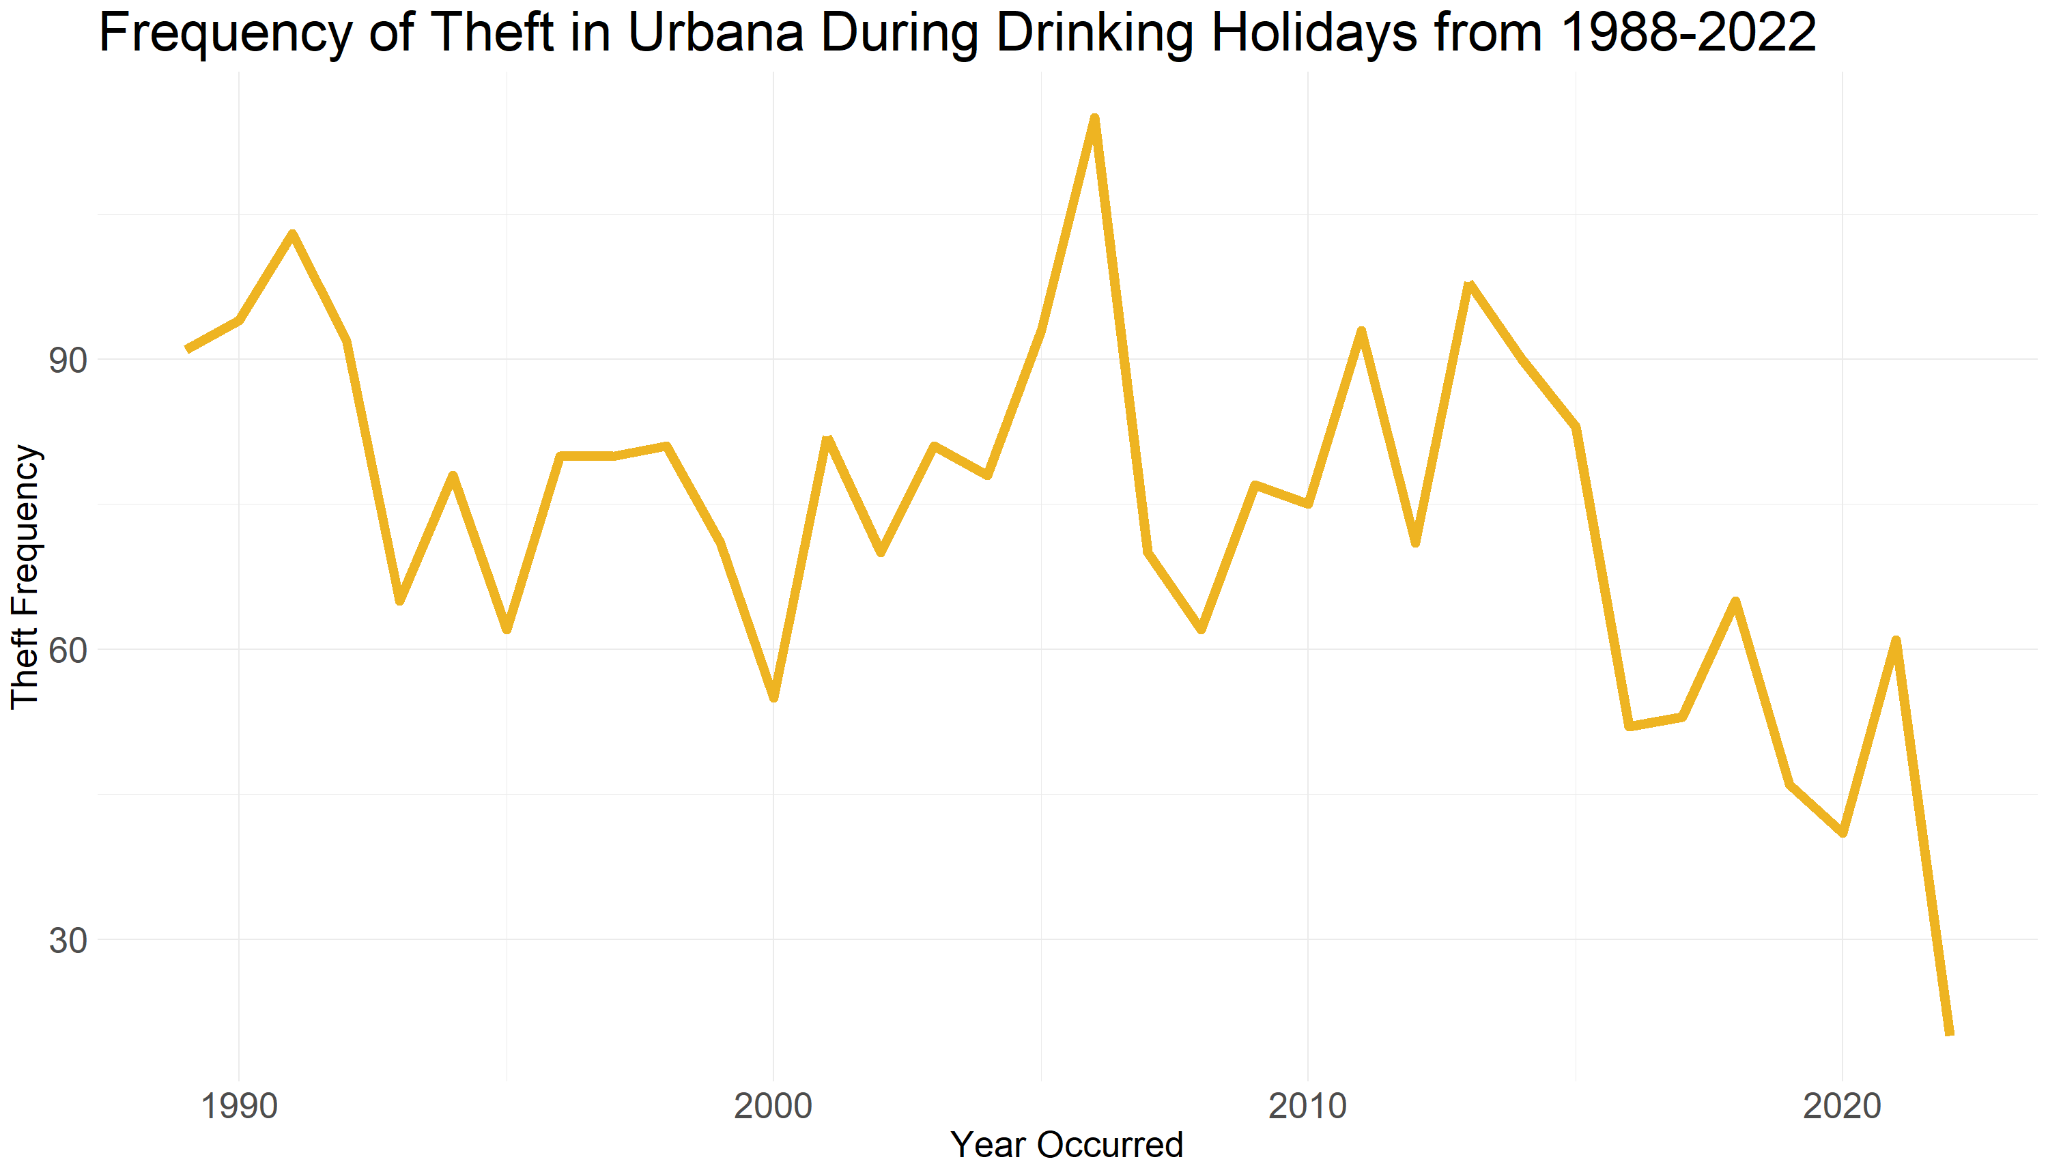 Frequency of Theft in Urbana During Drinking Holidays from 1988-2022
Theft Frequency
90
60
30
1990 2000 2010 2020
Year Occurred